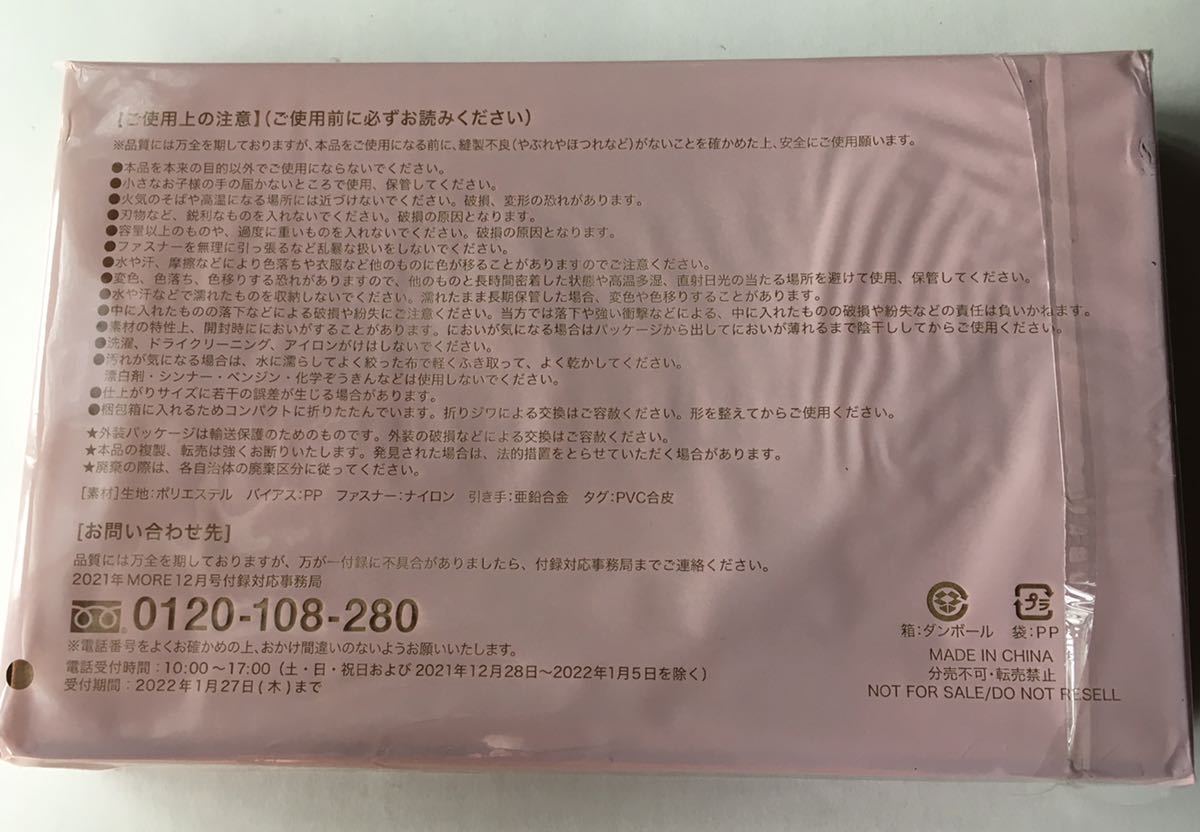 【ご使用上の注意】(ご使用前に必ずお読みください)
※品質には万全を期しておりますが、本品をご使用になる前に、縫製不良(やぶれやほつれなど)がないことを確かめた上、安全にご使用願います。
●本品を本来の目的以外でご使用にならないでください。
●小さなお子様の手の届かないところで使用、保管してください。
●火気のそばや高温になる場所には近づけないでください。破損、変形の恐れがあります。
●刃物など、鋭利なものを入れないでください。破損の原因となります。
●容量以上のものや、過度に重いものを入れないでください。破損の原因となります。
●ファスナーを無理に引っ張るなど乱暴な扱いをしないでください。
●水や汗、摩擦などにより色落ちや衣服など他のものに色が移ることがありますのでご注意ください。
●変色、色落ち、色移りする恐れがありますので、他のものと長時間密着した状態や高温多湿、直射日光の当たる場所を避けて使用、保管してください。
●水や汗などで濡れたものを収納しないでください。濡れたまま長期保管した場合、変色や色移りすることがあります。
●中に入れたものの落下などによる破損や紛失にご注意ください。当方では落下や強い衝撃などによる、中に入れたものの破損や紛失などの責任は負いかねます。
●素材の特性上、開封時ににおいがすることがあります。においが気になる場合はパッケージから出してにおいが薄れるまで陰干ししてからご使用ください。
●洗濯、ドライクリーニング、アイロンがけはしないでください。
●汚れが気になる場合は、水に濡らしてよく絞った布で軽くふき取って、よく乾かしてください。
漂白剤・シンナー・ベンジン・化学ぞうきんなどは使用しないでください。
●仕上がりサイズに若干の誤差が生じる場合があります。
●梱包箱に入れるためコンパクトに折りたたんでいます。折りジワによる交換はご容赦ください。形を整えてからご使用ください。
★外装パッケージは輸送保護のためのものです。外装の破損などによる交換はご容赦ください。
★本品の複製、転売は強くお断りいたします。発見された場合は、法的措置をとらせていただく場合があります。
★廃棄の際は、各自治体の廃棄区分に従ってください。
[素材]生地:ポリエステル バイアス:PP ファスナー:ナイロン 引き手:亜鉛合金 タグ:PVC合皮
[お問い合わせ先]
品質には万全を期しておりますが、万が一付録に不具合がありましたら、付録対応事務局までご連絡ください。
2021年MORE12月号付録対応事務局
0120-108-280
※電話番号をよくお確かめの上、おかけ間違いのないようお願いいたします。
電話受付時間:10:00〜17:00(土・日・祝日および2021年12月28日〜2022年1月5日を除く)
受付期間:2022年1月27日(木)まで
プラ
箱:ダンボール 袋:PP
MADE IN CHINA
分売不可・転売禁止
NOT FOR SALE/DO NOT RESELL